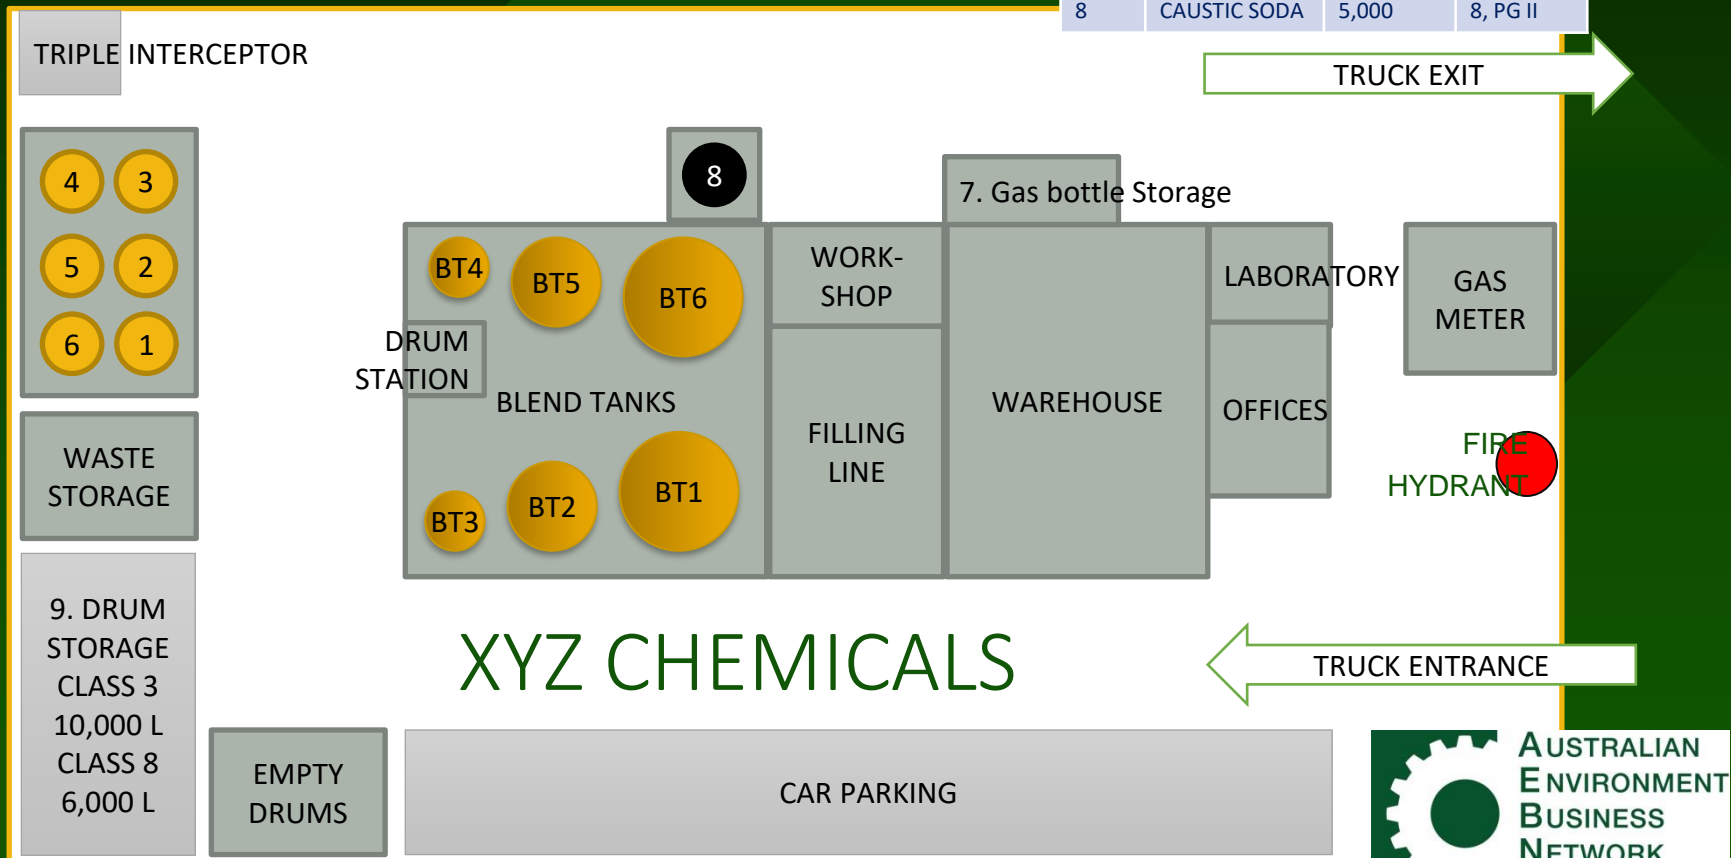 8 CAUSTIC SODA 5,000 8, PG II
TRIPLE INTERCEPTOR
TRUCK EXIT
4 3
5 2
6 1
8
7. Gas bottle Storage
BT4
BT5
BT6
WORK-
SHOP
LABORATORY
GAS
METER
DRUM
STATION
BLEND TANKS
FILLING
LINE
WAREHOUSE
OFFICES
FIRE
HYDRANT
WASTE
STORAGE
BT3
BT2
BT1
9. DRUM
STORAGE
CLASS 3
10,000 L
CLASS 8
6,000 L
XYZ CHEMICALS
TRUCK ENTRANCE
EMPTY
DRUMS
CAR PARKING
AUSTRALIAN
ENVIRONMENT
BUSINESS
NETWORK